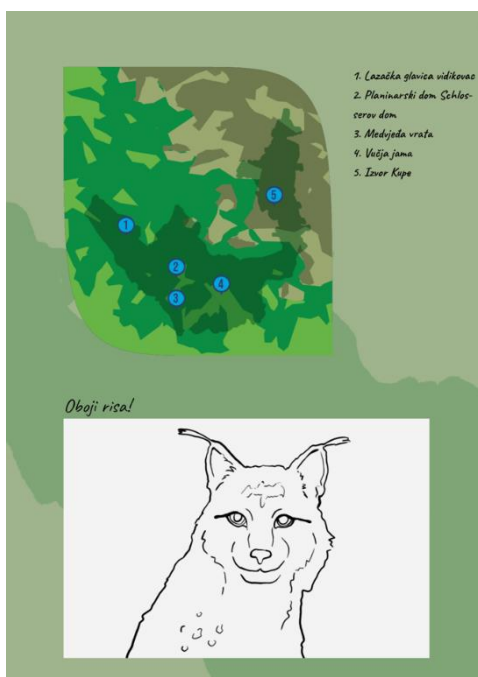 1. Lazačka glavica vidikovac
2. Planinarski dom Schlos-
serov dom
3. Medvjeđa vrata
4. Vučja jama
5. Izvor Kupe
1
2
3
4
5
Oboji risa!